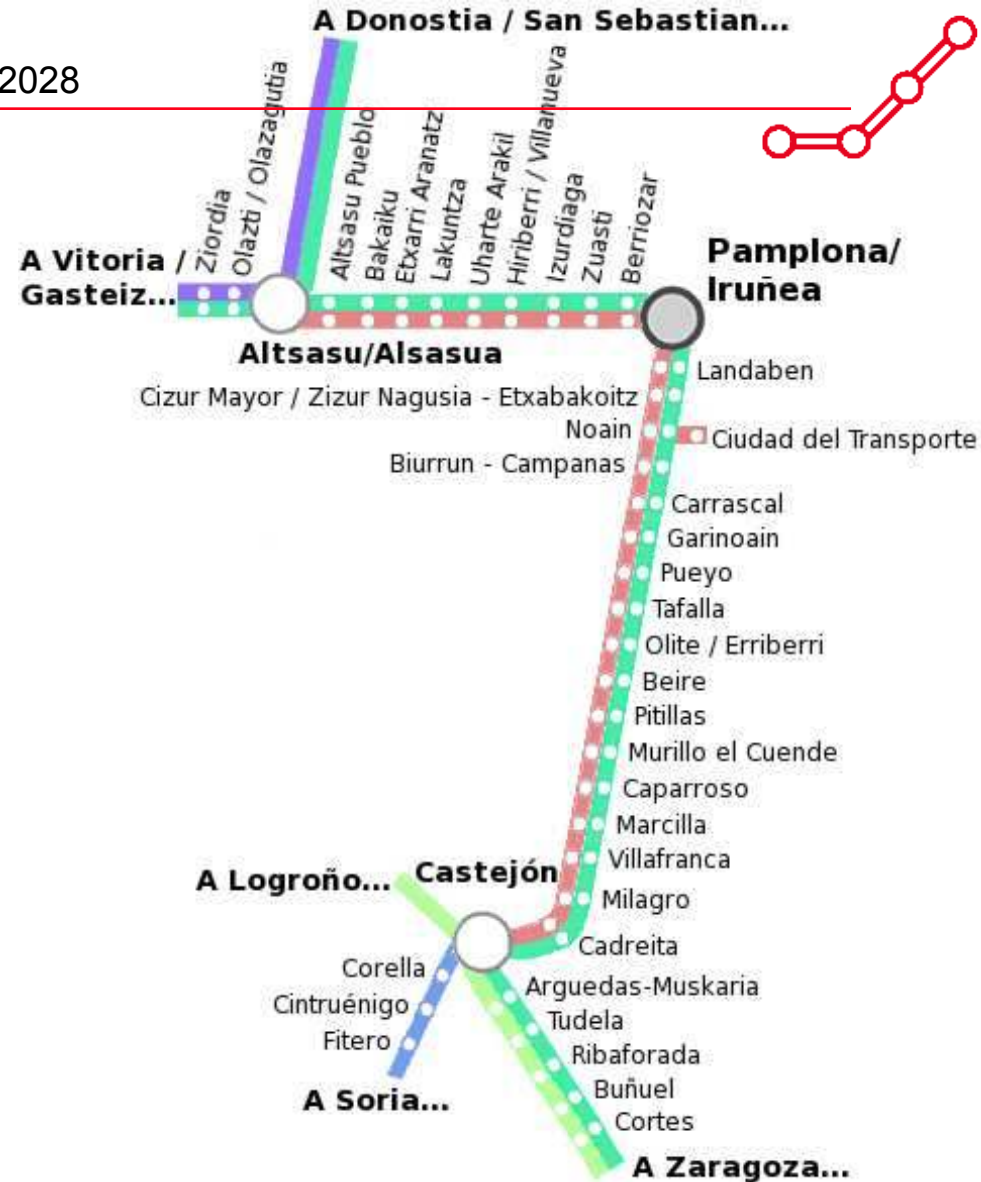 A Donostia / San Sebastian...
2028
Ziordia
Olazti / Olazagutia
Altsasu Pueblo
Bakaiku
Etxarri Aranatz
Lakuntza
Uharte Arakil
Hiriberri / Villanueva
Izurdiaga
Zuasti
Berriozar
A Vitoria /
Gasteiz...
Pamplona/
Iruñea
Altsasu/Alsasua
Landaben
Cizur Mayor / Zizur Nagusia - Etxabakoitz
Noain
Ciudad del Transporte
Biurrun - Campanas
Carrascal
Garinoain
Pueyo
Tafalla
Olite / Erriberri
Beire
Pitillas
Murillo el Cuende
Caparroso
Marcilla
Villafranca
A Logroño...
Castejón
Milagro
Cadreita
Corella
Arguedas-Muskaria
Cintruénigo
Tudela
Fitero
Ribaforada
Buñuel
A Soria...
Cortes
A Zaragoza...